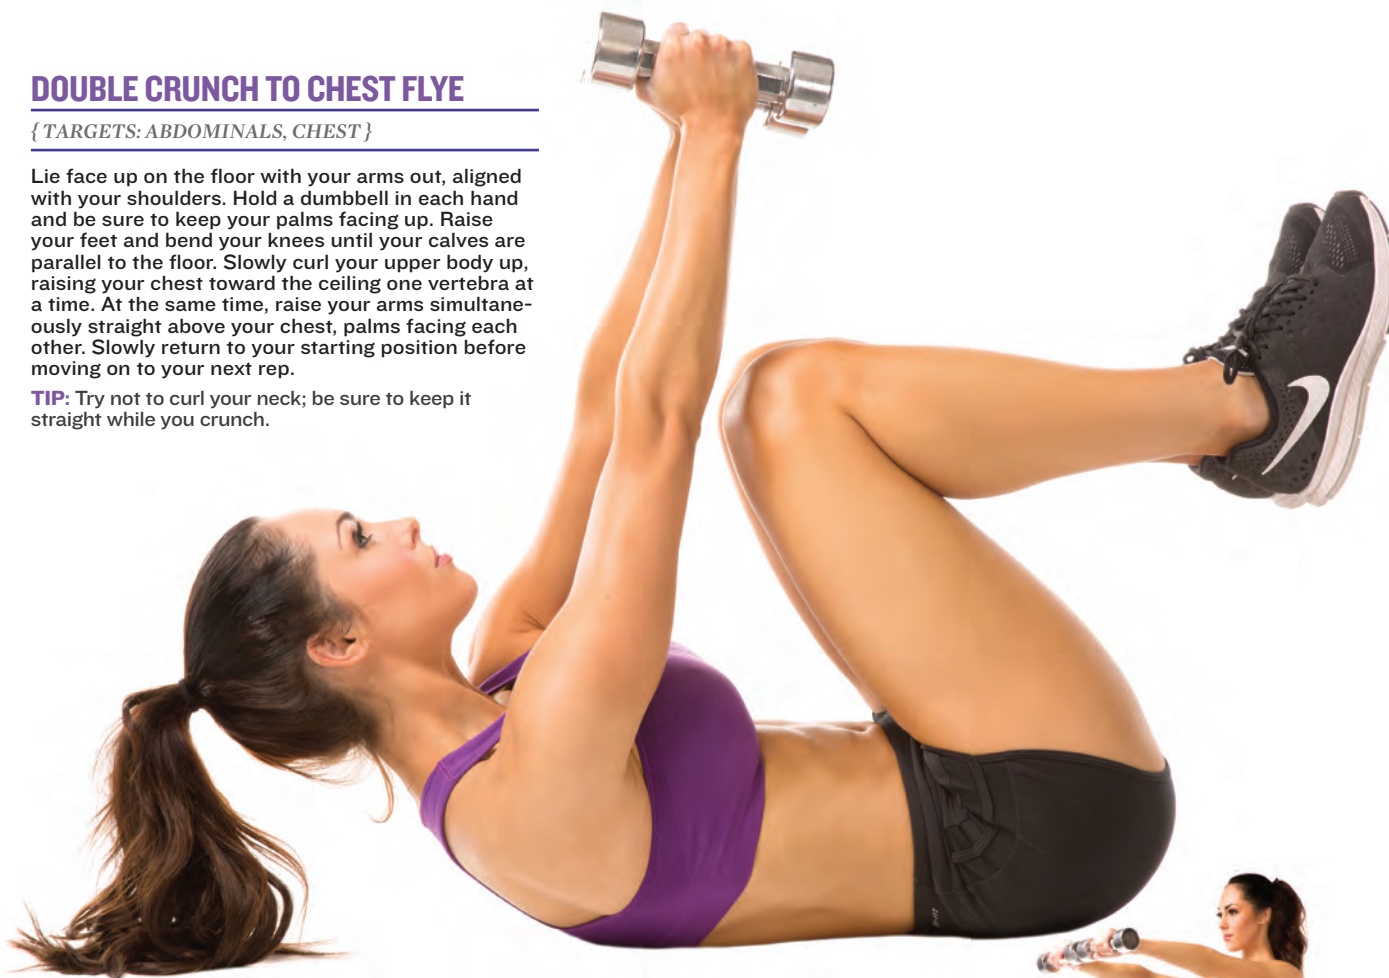 DOUBLE CRUNCH TO CHEST FLYE
{ TARGETS: ABDOMINALS, CHEST }
Lie face up on the floor with your arms out, aligned
with your shoulders. Hold a dumbbell in each hand
and be sure to keep your palms facing up. Raise
your feet and bend your knees until your calves are
parallel to the floor. Slowly curl your upper body up,
raising your chest toward the ceiling one vertebra at
a time. At the same time, raise your arms simultane-
ously straight above your chest, palms facing each
other. Slowly return to your starting position before
moving on to your next rep.
TIP: Try not to curl your neck; be sure to keep it
straight while you crunch.